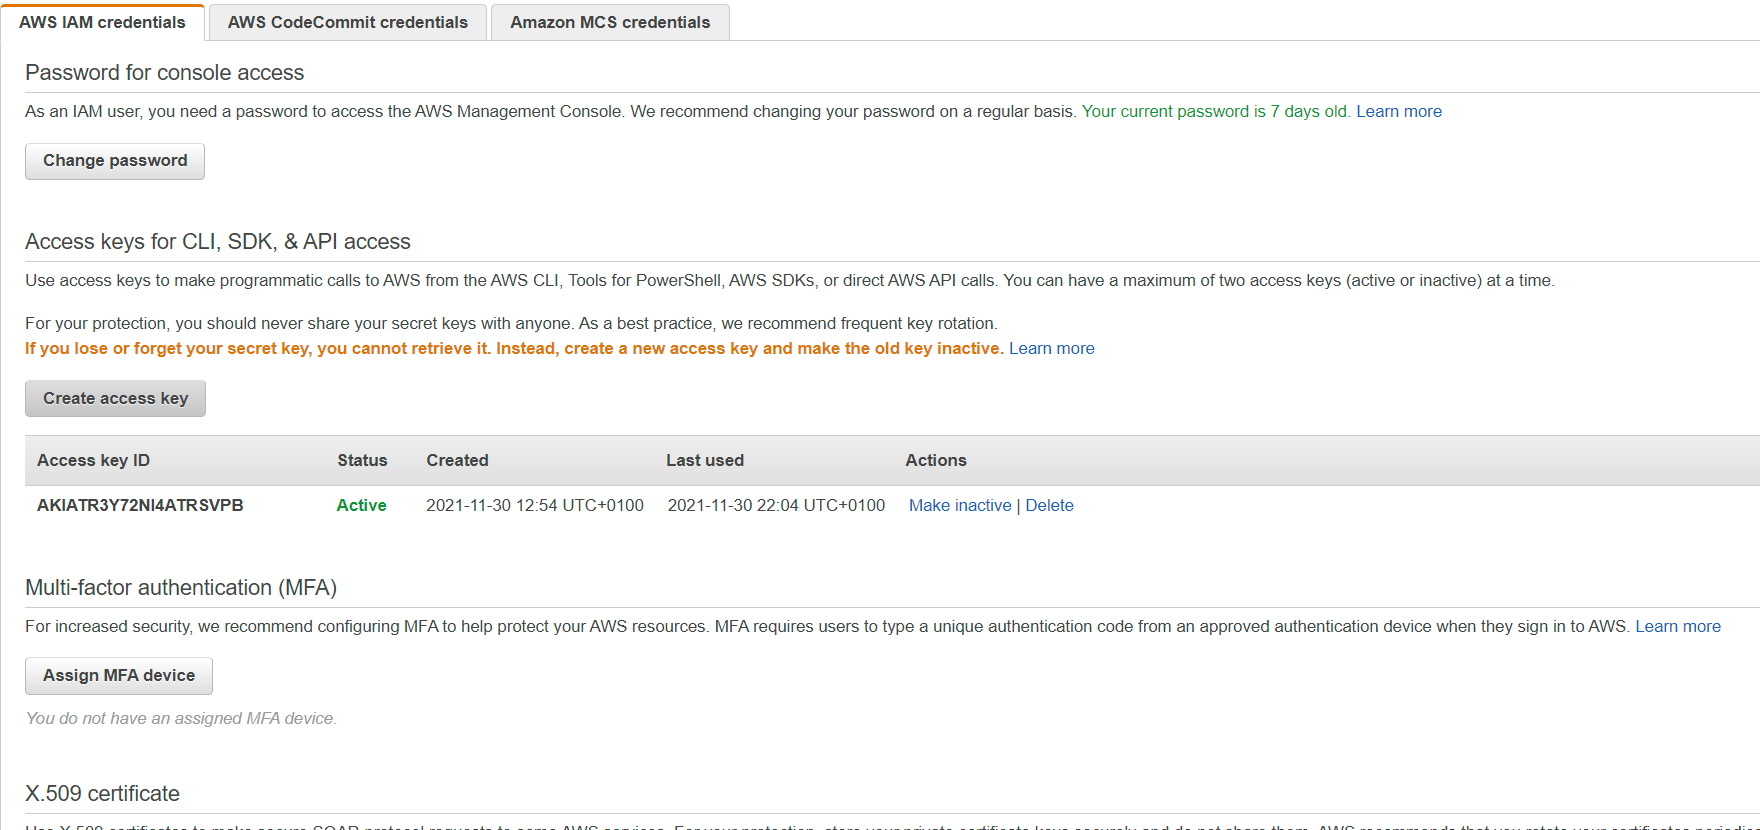 AWS IAM credentials AWS CodeCommit credentials Amazon MCS credentials
Password for console access
As an IAM user, you need a password to access the AWS Management Console. We recommend changing your password on a regular basis. Your current password is 7 days old. Learn more
Change password
Access keys for CLI, SDK, & API access
Use access keys to make programmatic calls to AWS from the AWS CLI, Tools for PowerShell, AWS SDKs, or direct AWS API calls. You can have a maximum of two access keys (active or inactive) at a time.
For your protection, you should never share your secret keys with anyone. As a best practice, we recommend frequent key rotation.
If you lose or forget your secret key, you cannot retrieve it. Instead, create a new access key and make the old key inactive. Learn more
Create access key
Access key ID Status Created Last used Actions
AKIATR3Y72NI4ATRSVPB Active 2021-11-30 12:54 UTC+0100 2021-11-30 22:04 UTC+0100 Make inactive | Delete
Multi-factor authentication (MFA)
For increased security, we recommend configuring MFA to help protect your AWS resources. MFA requires users to type a unique authentication code from an approved authentication device when they sign in to AWS. Learn more
Assign MFA device
You do not have an assigned MFA device.
X.509 certificate